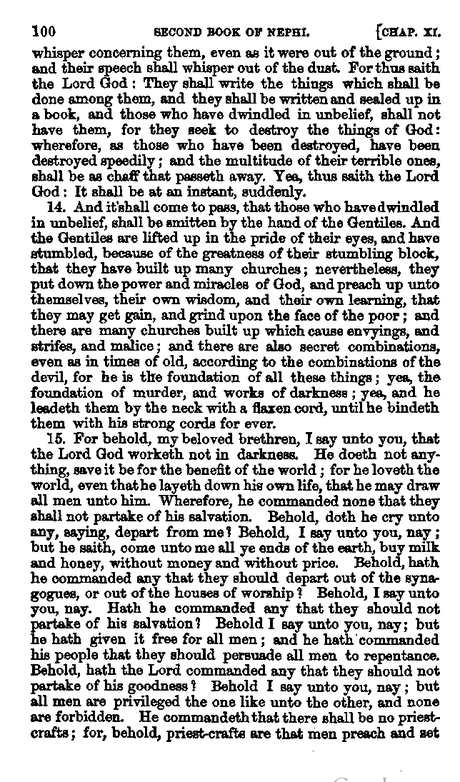 100 SECOND BOOK OF NEPHI. [CHAP. XI.
whisper concerning them, even as it were out of the ground;
and their speech shall whisper out of the dust. For thus saith
the Lord God: They shall write the things which shall be
done among them, and they shall be written and sealed up in
a book, and those who have dwindled in unbelief, shall not
have them, for they seek to destroy the things of God:
wherefore, as those who have been destroyed, have been
destroyed speedily; and the multitude of their terrible ones,
shall be as chaff that passeth away. Yea, thus saith the Lord
God: It shall be at an instant, suddenly.
14. And it shall come to pass, that those who have dwindled
in unbelief, shall be smitten by the hand of the Gentiles. And
the Gentiles are lifted up in the pride of their eyes, and have
stumbled, because of the greatness of their stumbling block,
that they have built up many churches; nevertheless, they
put down the power and miracles of God, and preach up unto
themselves, their own wisdom, and their own learning, that
they may get gain, and grind upon the face of the poor; and
there are many churches built up which cause envyings, and
strifes, and malice; and there are also secret combinations,
even as in times of old, according to the combinations of the
devil, for he is the foundation of all these things; yea, the
foundation of murder, and works of darkness; yea, and he
leadeth them by the neck with a flaxen cord, until he bindeth
them with his strong cords for ever.
15. For behold, my beloved brethren, I say unto you, that
the Lord God worketh not in darkness. He doeth not any-
thing, save it be for the benefit of the world; for he loveth the
world, even that he layeth down his own life, that he may draw
all men unto him. Wherefore, he commanded none that they
shall not partake of his salvation. Behold, doth he cry unto
any, saying, depart from me? Behold, I say unto you, nay;
but he saith, come unto me all ye ends of the earth, buy milk
and honey, without money and without price. Behold, hath
he commanded any that they should depart out of the syna-
gogues, or out of the houses of worship? Behold, I say unto
you, nay. Hath he commanded any that they should not
partake of his salvation? Behold I say unto you, nay; but
he hath given it free for all men; and he hath commanded
his people that they should persuade all men to repentance.
Behold, hath the Lord commanded any that they should not
partake of his goodness? Behold I say unto you, nay; but
all men are privileged the one like unto the other, and none
are forbidden. He commandeth that there shall be no priest-
crafts; for, behold, priest-crafts are that men preach and set